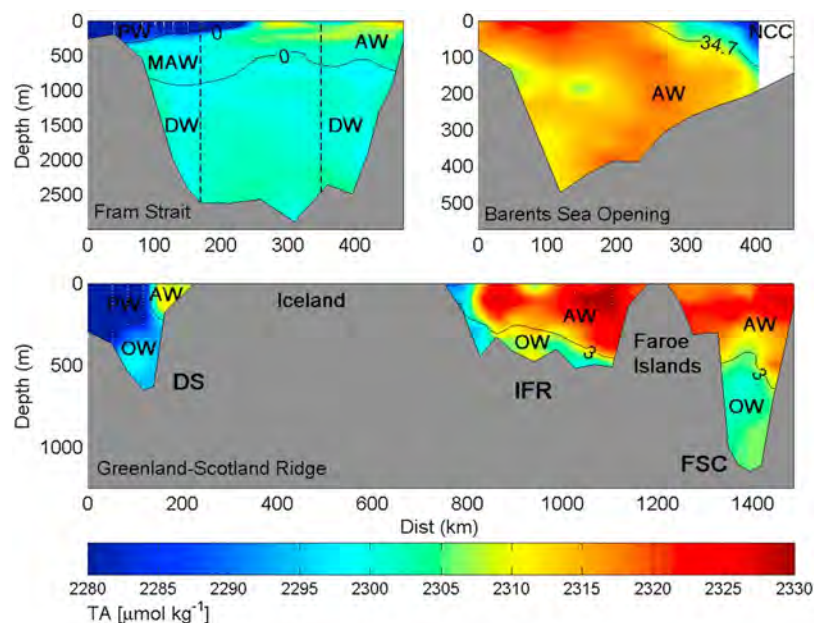 0
500
1000
1500
2000
2500
Depth (m)
PW
0
MAW
0
AW
DW
DW
Fram Strait
0 100 200 300 400
0
100
200
300
400
500
Depth (m)
NCC
34.7
AW
Barents Sea Opening
0 100 200 300 400
0
500
1000
Depth (m)
PW
AW
OW
DS
Iceland
AW
OW
3
IFR
Faroe
Islands
AW
3
OW
FSC
Greenland-Scotland Ridge
0 200 400 600 800 1000 1200 1400
Dist (km)
2280 2285 2290 2295 2300 2305 2310 2315 2320 2325 2330
TA [μmol kg⁻¹]